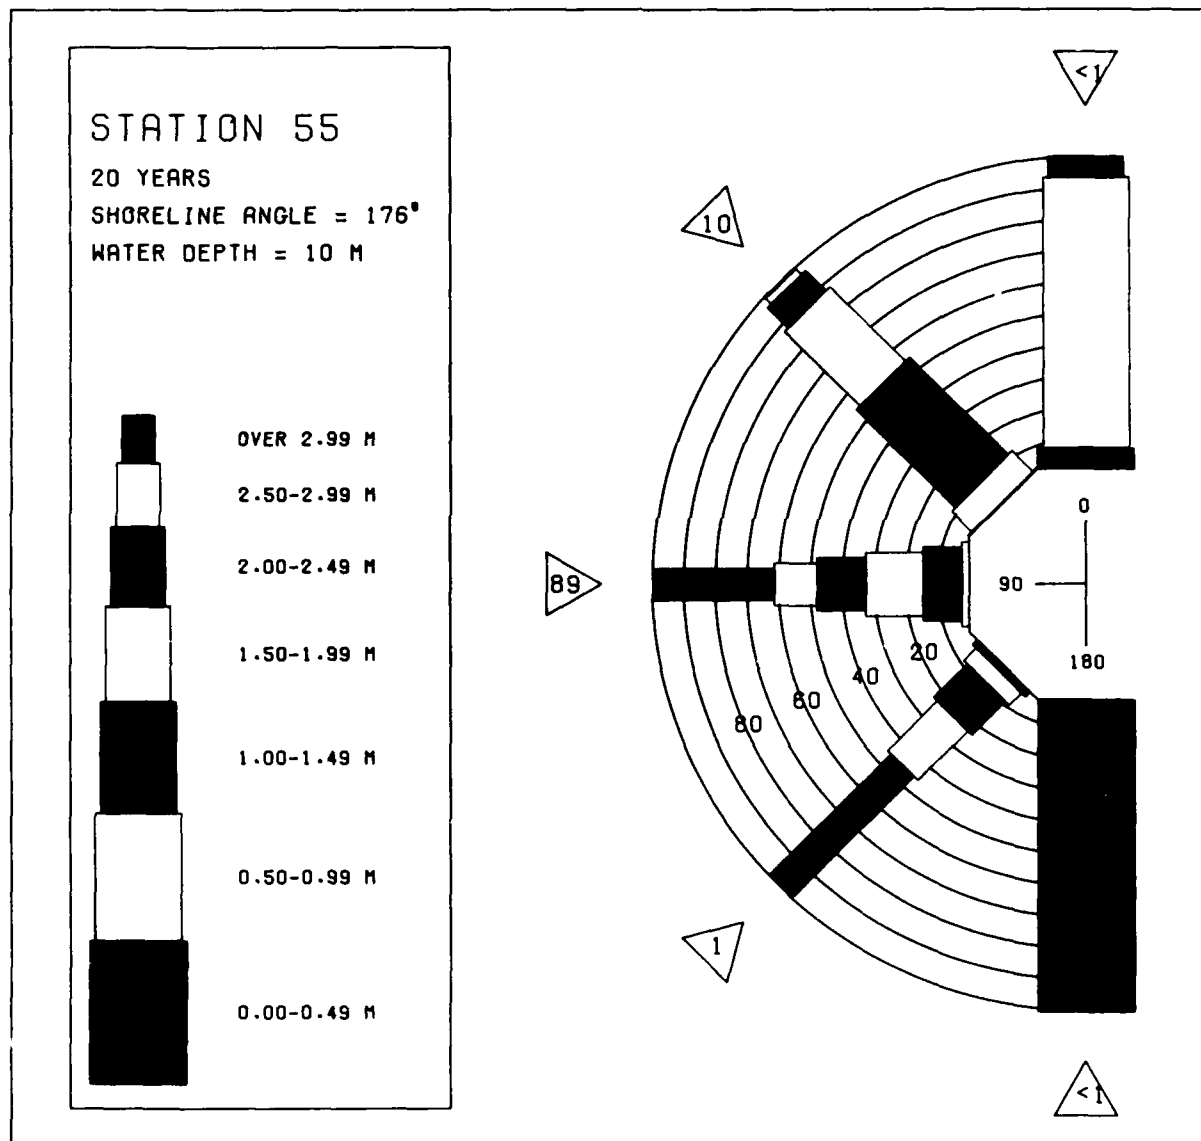 STATION 55
20 YEARS
SHORELINE ANGLE = 176°
WATER DEPTH = 10 M
OVER 2.99 M
2.50-2.99 M
2.00-2.49 M
1.50-1.99 M
1.00-1.49 M
0.50-0.99 M
0.00-0.49 M
<1
10
89
1
<1
0
90
180
20
40
60
80